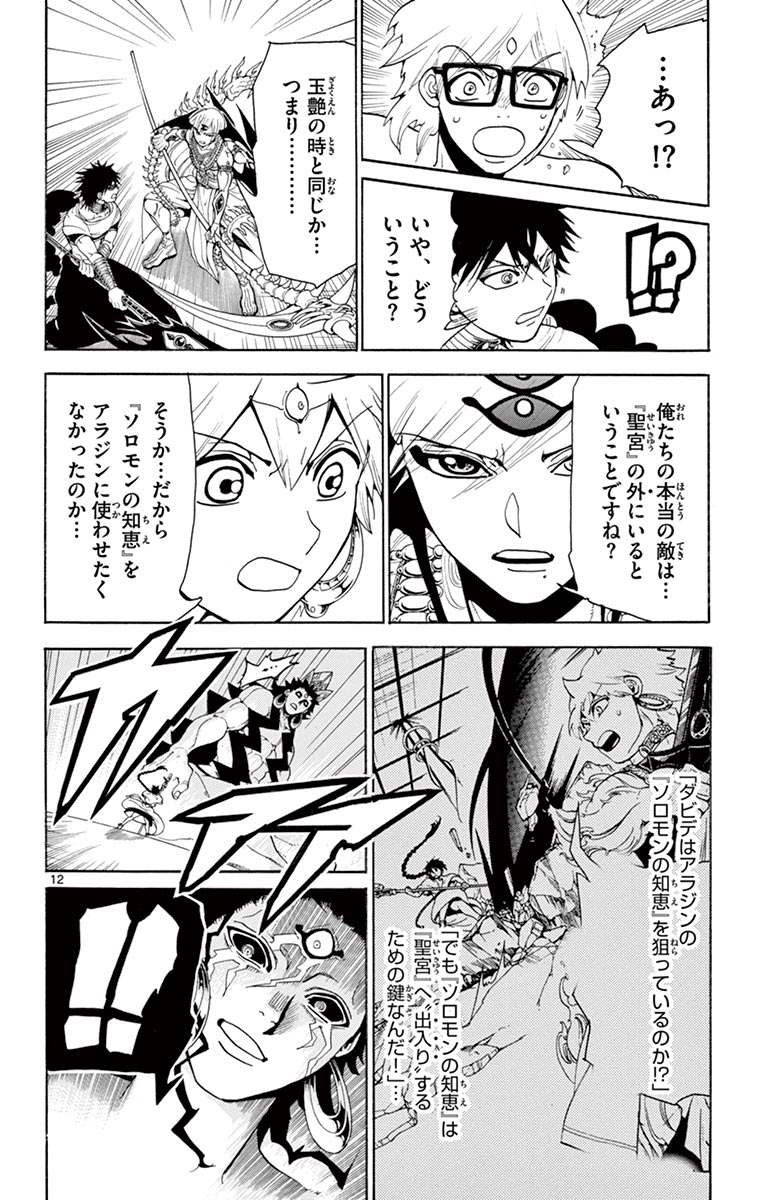 …あっ!?
!?
いや、どう
いうこと?
玉艶の時と同じか…
つまり…………
俺たちの本当の敵は…
『聖宮』の外にいると
いうことですね?
そうか…だから
『ソロモンの知恵』を
アラジンに使わせたく
なかったのか…
「ダビデはアラジンの
『ソロモンの知恵』を狙っているのか!?」
「でも『ソロモンの知恵』は
『聖宮』へ〝出入り〟する
ための鍵なんだ!」…
…!
カッ
!!
12